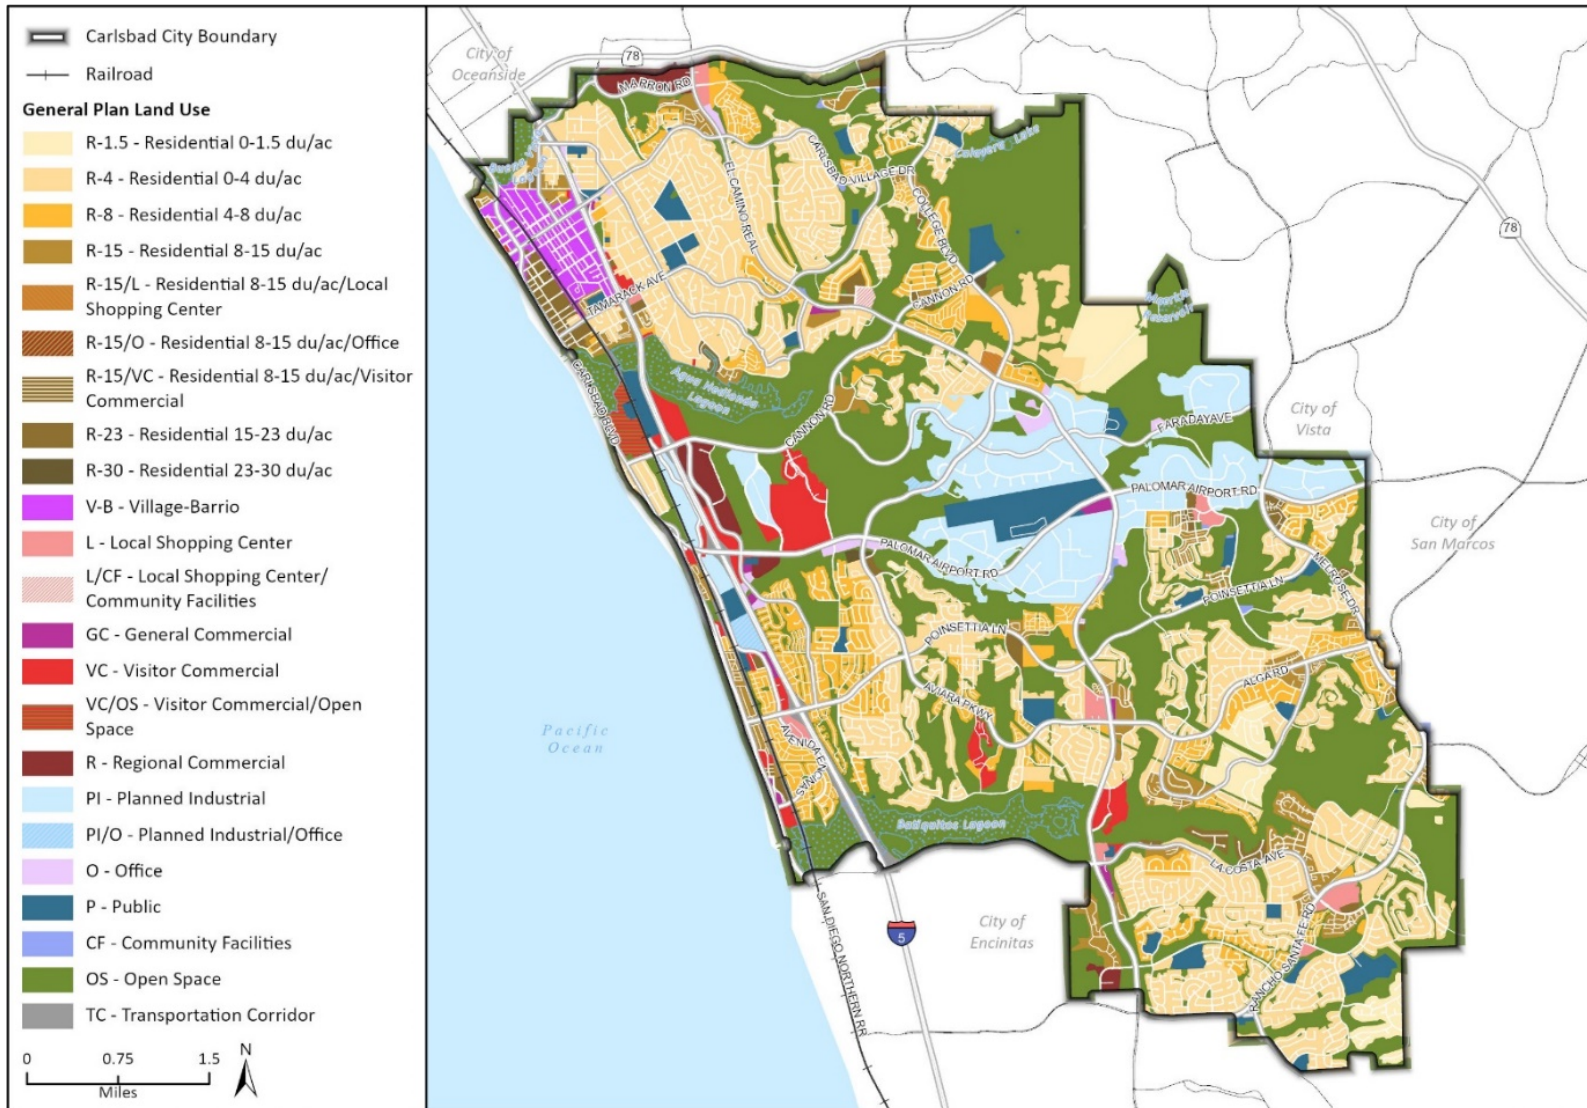 Carlsbad City Boundary
Railroad
General Plan Land Use
R-1.5 - Residential 0-1.5 du/ac
R-4 - Residential 0-4 du/ac
R-8 - Residential 4-8 du/ac
R-15 - Residential 8-15 du/ac
R-15/L - Residential 8-15 du/ac/Local
Shopping Center
R-15/O - Residential 8-15 du/ac/Office
R-15/VC - Residential 8-15 du/ac/Visitor
Commercial
R-23 - Residential 15-23 du/ac
R-30 - Residential 23-30 du/ac
V-B - Village-Barrio
L - Local Shopping Center
L/CF - Local Shopping Center/
Community Facilities
GC - General Commercial
VC - Visitor Commercial
VC/OS - Visitor Commercial/Open
Space
R - Regional Commercial
PI - Planned Industrial
PI/O - Planned Industrial/Office
O - Office
P - Public
CF - Community Facilities
OS - Open Space
TC - Transportation Corridor
0 0.75 1.5
Miles
N
City of
Oceanside
78
MARRON RD
Calavera Lake
CARLSBAD VILLAGE DR
EL CAMINO REAL
COLLEGE BLVD
78
TAMARACK AVE
CANNON RD
Reservoir
CARLSBAD BLVD
Agua Hedionda
Lagoon
CANNON RD
City of
Vista
FARADAY AVE
PALOMAR AIRPORT RD
City of
San Marcos
PALOMAR AIRPORT RD
MELROSE DR
POINSETTIA LN
POINSETTIA LN
ALGA RD
AVIARA PKWY
Pacific
Ocean
AVENIDA ENCINAS
Batiquitos Lagoon
LA COSTA AVE
SAN DIEGO NORTHERN RR
5
City of
Encinitas
RANCHO SANTA FE RD